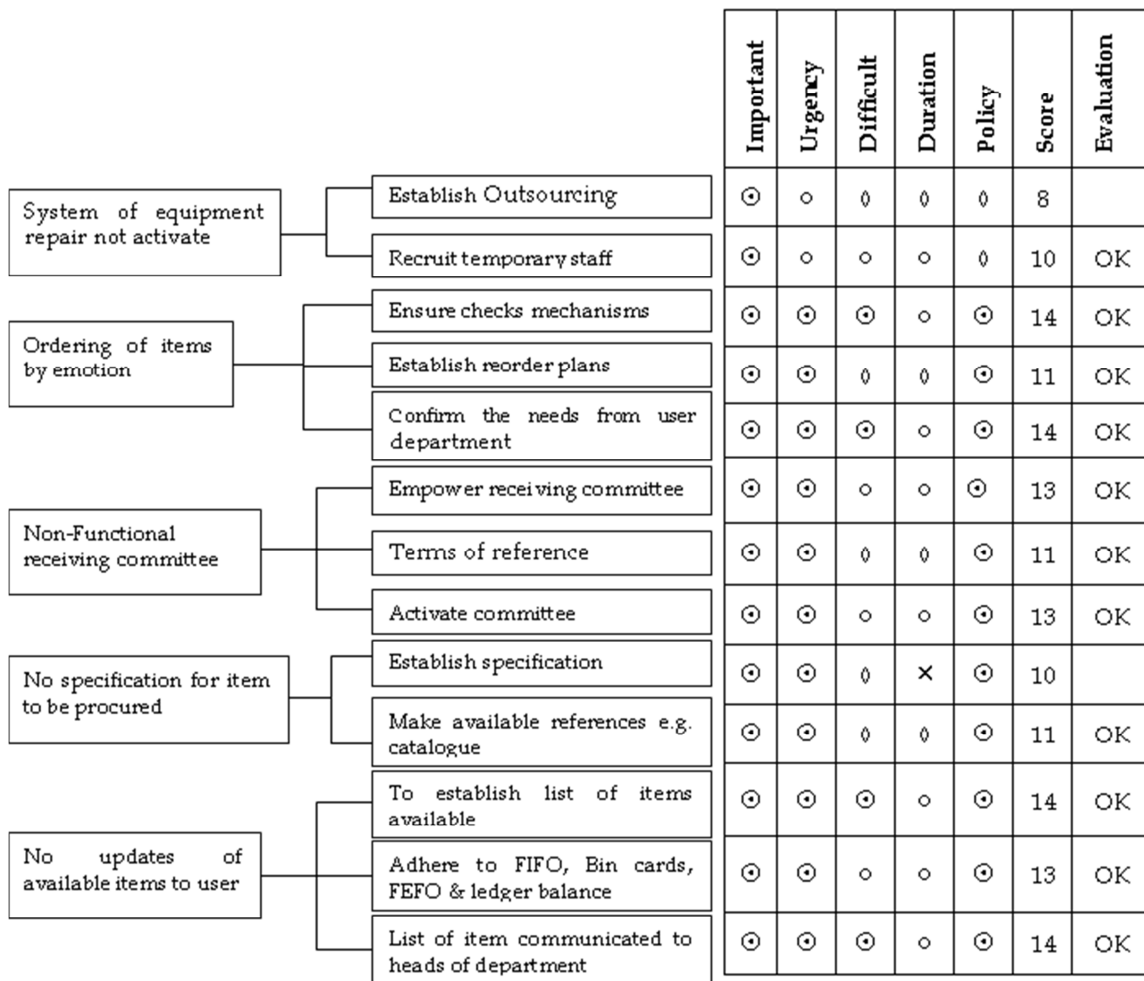 Important Urgency Difficult Duration Policy Score Evaluation
System of equipment
repair not activate
Establish Outsourcing ⊙ ○ ◊ ◊ ◊ 8
Recruit temporary staff ⊙ ○ ○ ○ ◊ 10 OK
Ordering of items
by emotion
Ensure checks mechanisms ⊙ ⊙ ⊙ ○ ⊙ 14 OK
Establish reorder plans ⊙ ⊙ ◊ ◊ ⊙ 11 OK
Confirm the needs from user
department ⊙ ⊙ ⊙ ○ ⊙ 14 OK
Non-Functional
receiving committee
Empower receiving committee ⊙ ⊙ ○ ○ ⊙ 13 OK
Terms of reference ⊙ ⊙ ◊ ◊ ⊙ 11 OK
Activate committee ⊙ ⊙ ○ ○ ⊙ 13 OK
No specification for item
to be procured
Establish specification ⊙ ⊙ ◊ × ⊙ 10
Make available references e.g.
catalogue ⊙ ⊙ ◊ ◊ ⊙ 11 OK
No updates of
available items to user
To establish list of items
available ⊙ ⊙ ⊙ ○ ⊙ 14 OK
Adhere to FIFO, Bin cards,
FEFO & ledger balance ⊙ ⊙ ○ ○ ⊙ 13 OK
List of item communicated to
heads of department ⊙ ⊙ ⊙ ○ ⊙ 14 OK